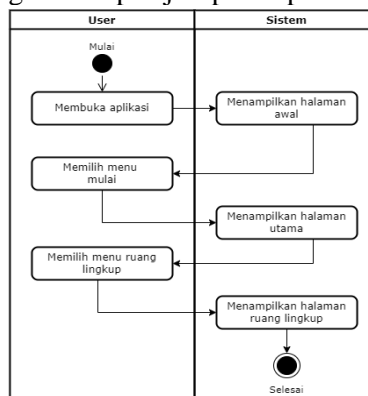 User
Sistem
Mulai
Membuka aplikasi
Menampilkan halaman
awal
Memilih menu
mulai
Menampilkan halaman
utama
Memilih menu ruang
lingkup
Menampilkan halaman
ruang lingkup
Selesai